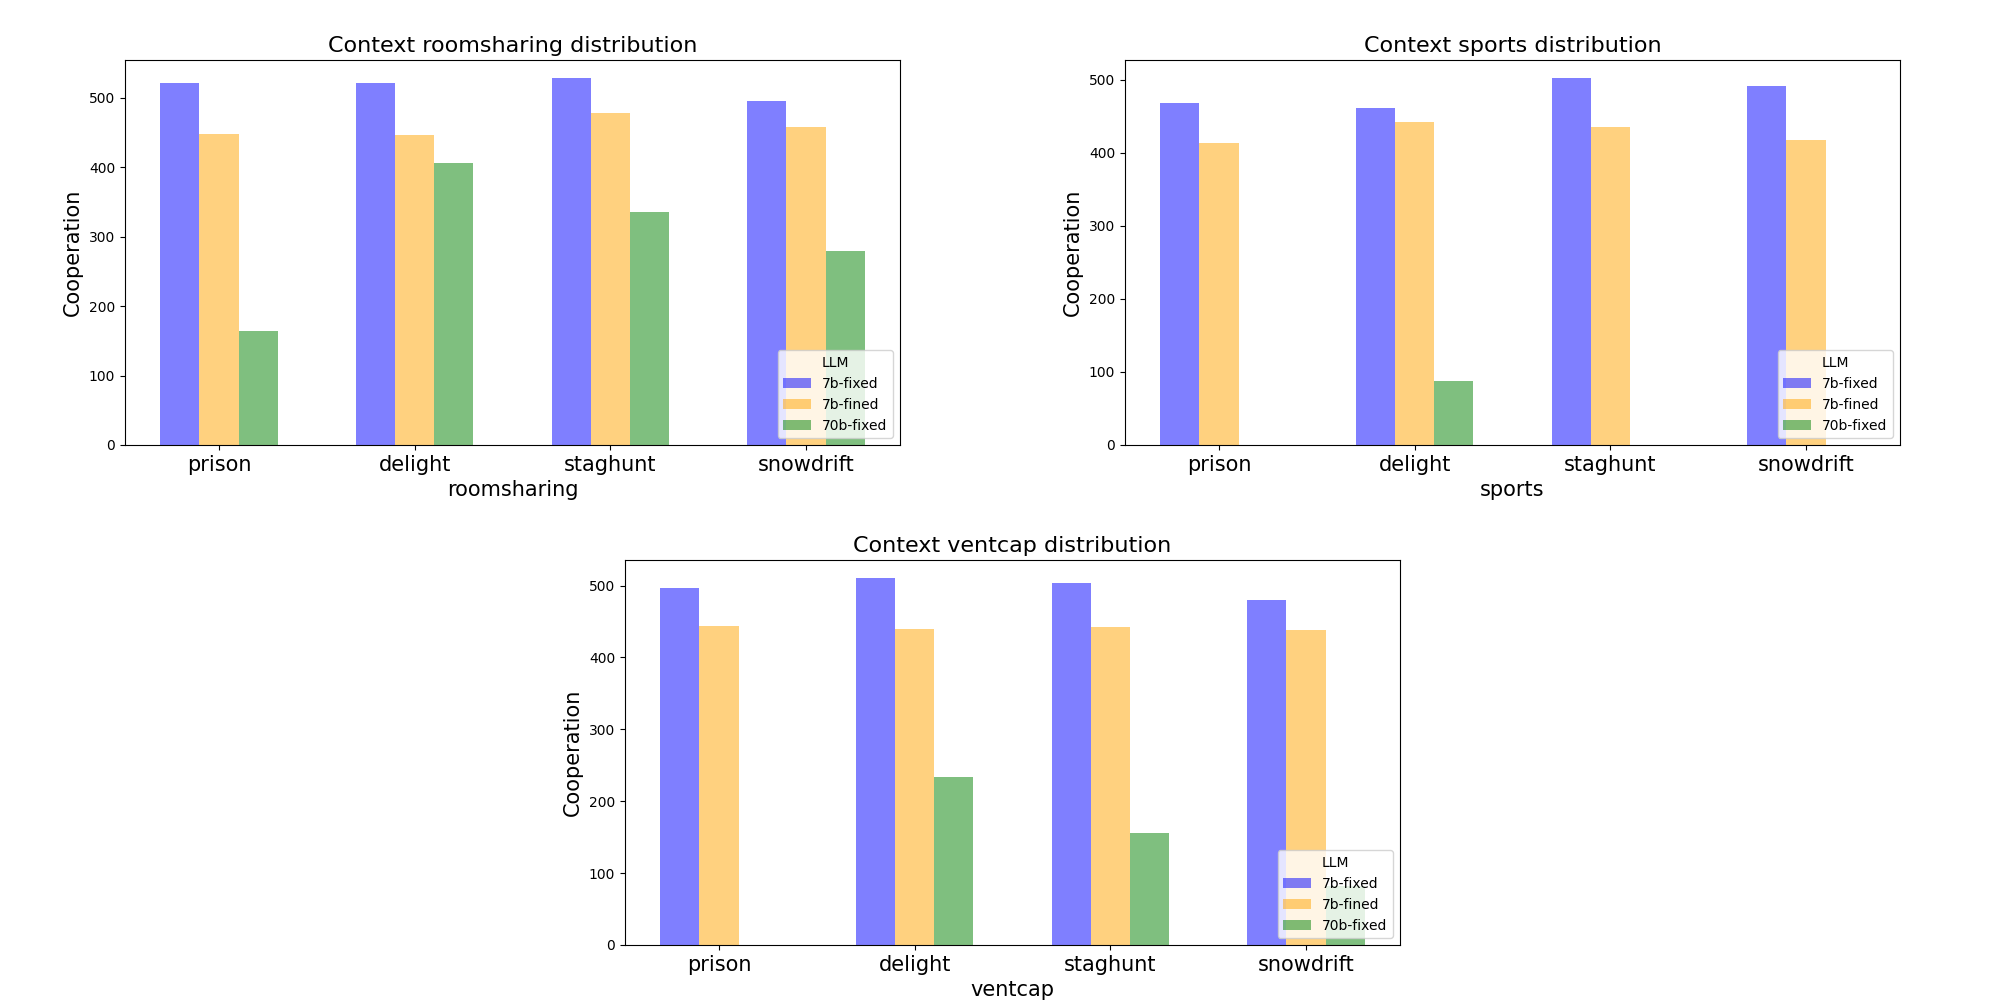 Context roomsharing distribution
Cooperation
500
400
300
200
100
0
LLM
7b-fixed
7b-fined
70b-fixed
prison delight staghunt snowdrift
roomsharing
Context sports distribution
Cooperation
500
400
300
200
100
0
LLM
7b-fixed
7b-fined
70b-fixed
prison delight staghunt snowdrift
sports
Context ventcap distribution
Cooperation
500
400
300
200
100
0
LLM
7b-fixed
7b-fined
70b-fixed
prison delight staghunt snowdrift
ventcap